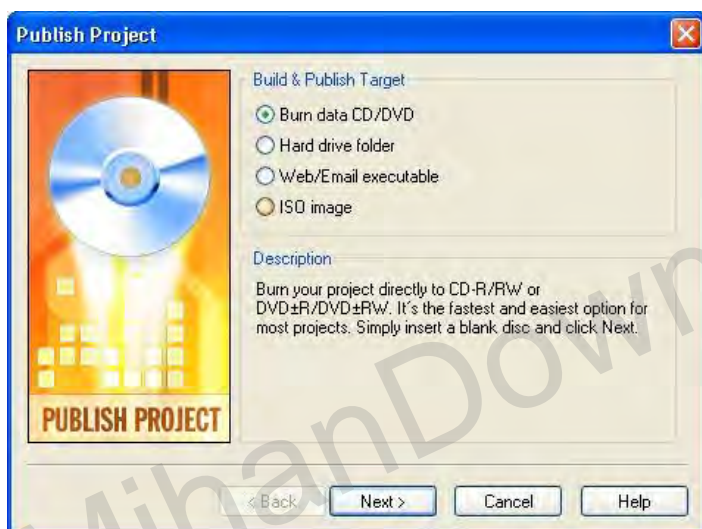 Publish Project
Build & Publish Target
Burn data CD/DVD
Hard drive folder
Web/Email executable
ISO image
Description
Burn your project directly to CD-R/RW or
DVD±R/DVD±RW. It's the fastest and easiest option for
most projects. Simply insert a blank disc and click Next.
PUBLISH PROJECT
< Back
Next >
Cancel
Help
MihanDown